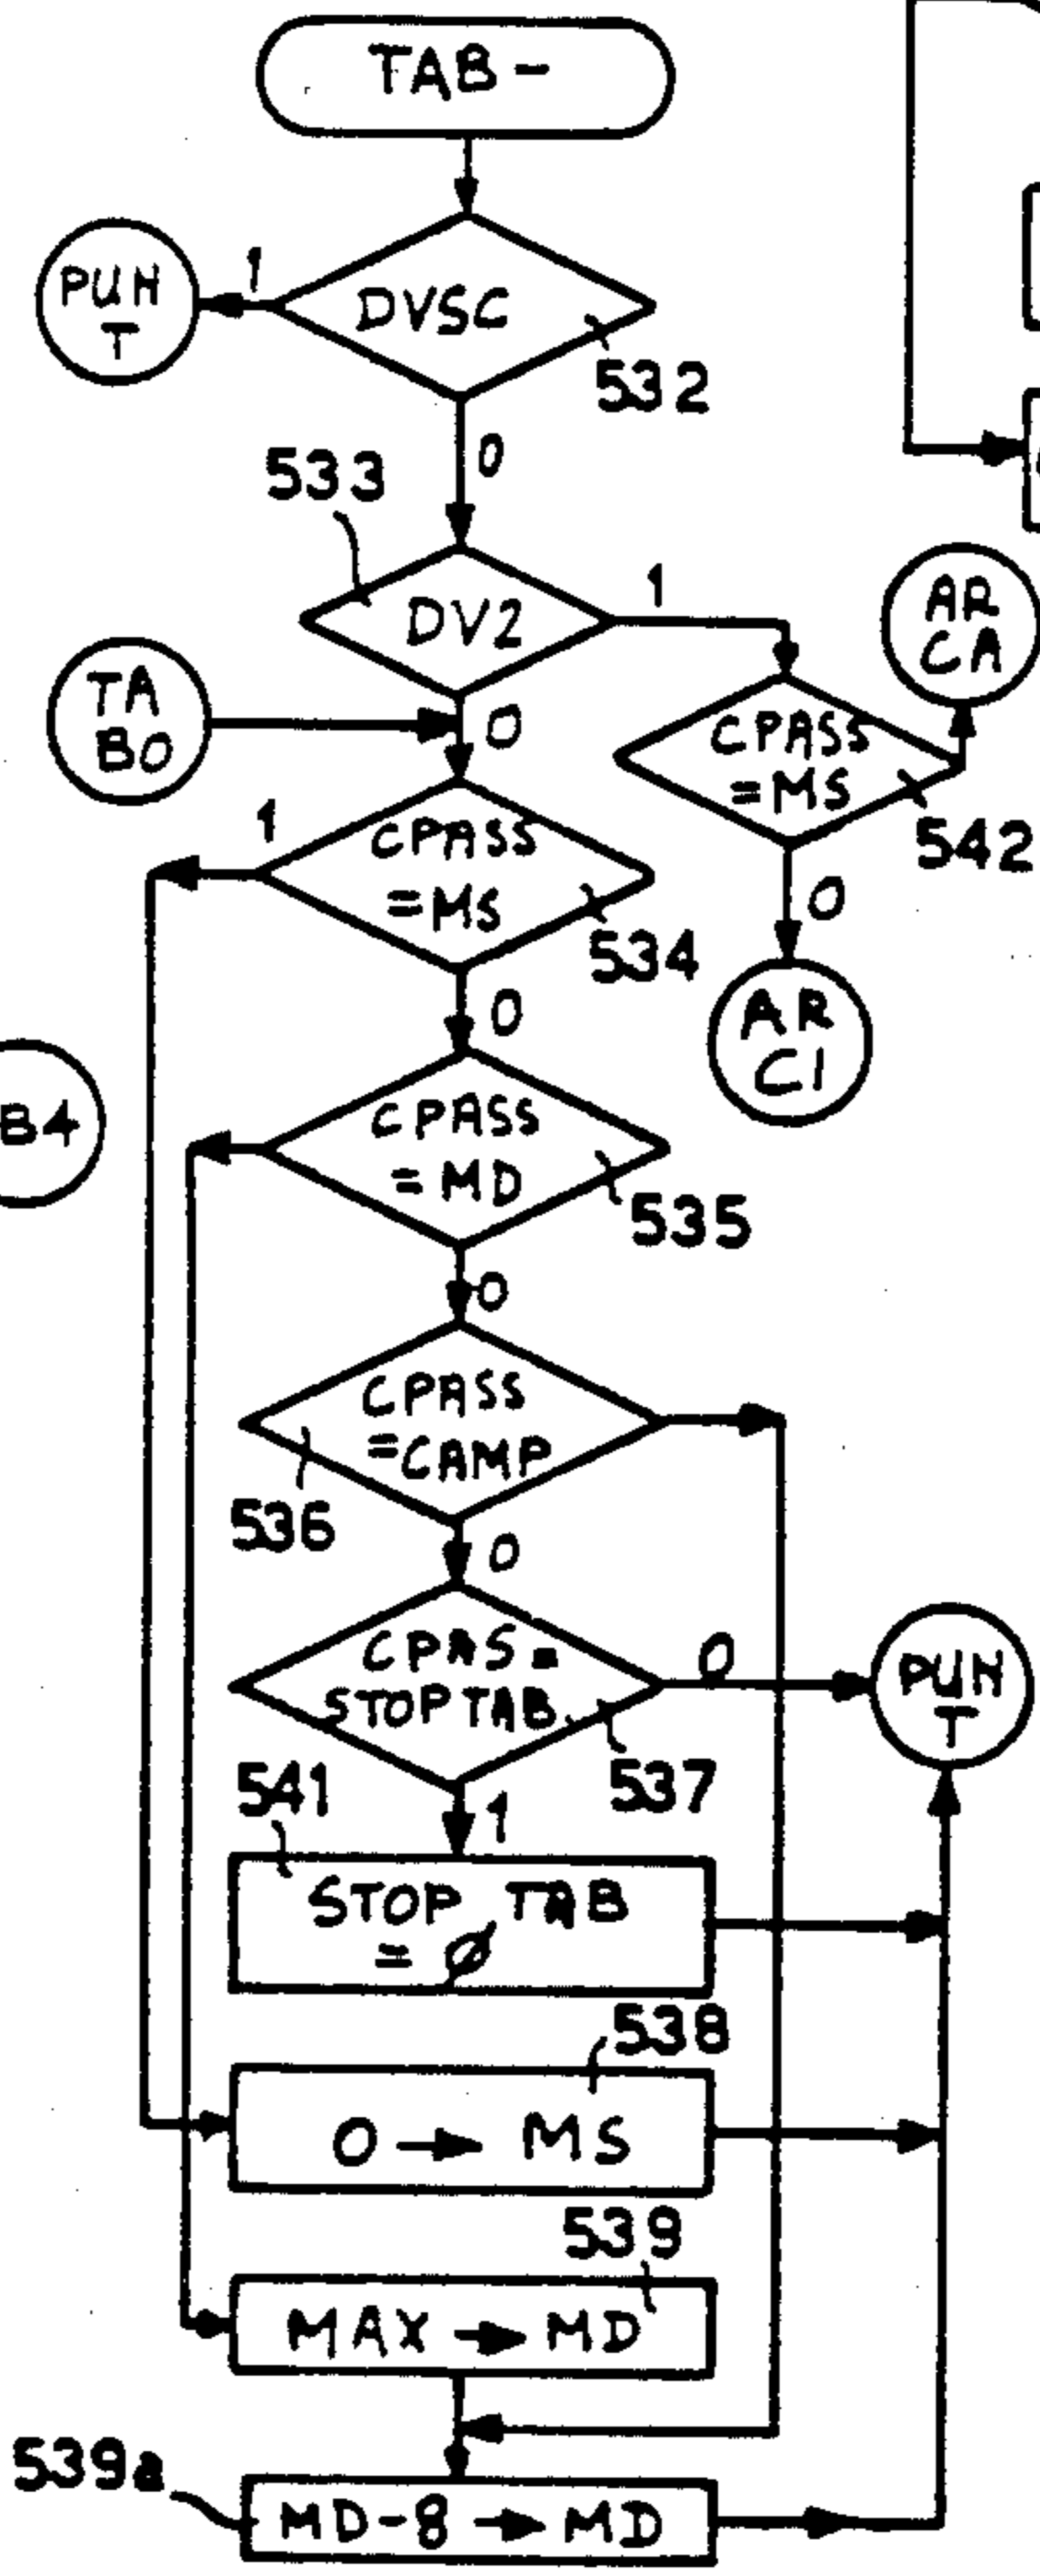 TAB -
PUN
T
1
DVSC
532
0
533
DV2
1
AR
CA
TA
BO
0
CPASS
=MS
542
1
CPASS
=MS
534
0
AR
C1
0
B4
CPASS
=MD
535
0
CPASS
=CAMP
536
0
CPAS =
STOP TAB.
537
0
PUN
T
541
1
STOP TAB
= Ø
538
0 → MS
539
MAX → MD
539a
MD-8 → MD